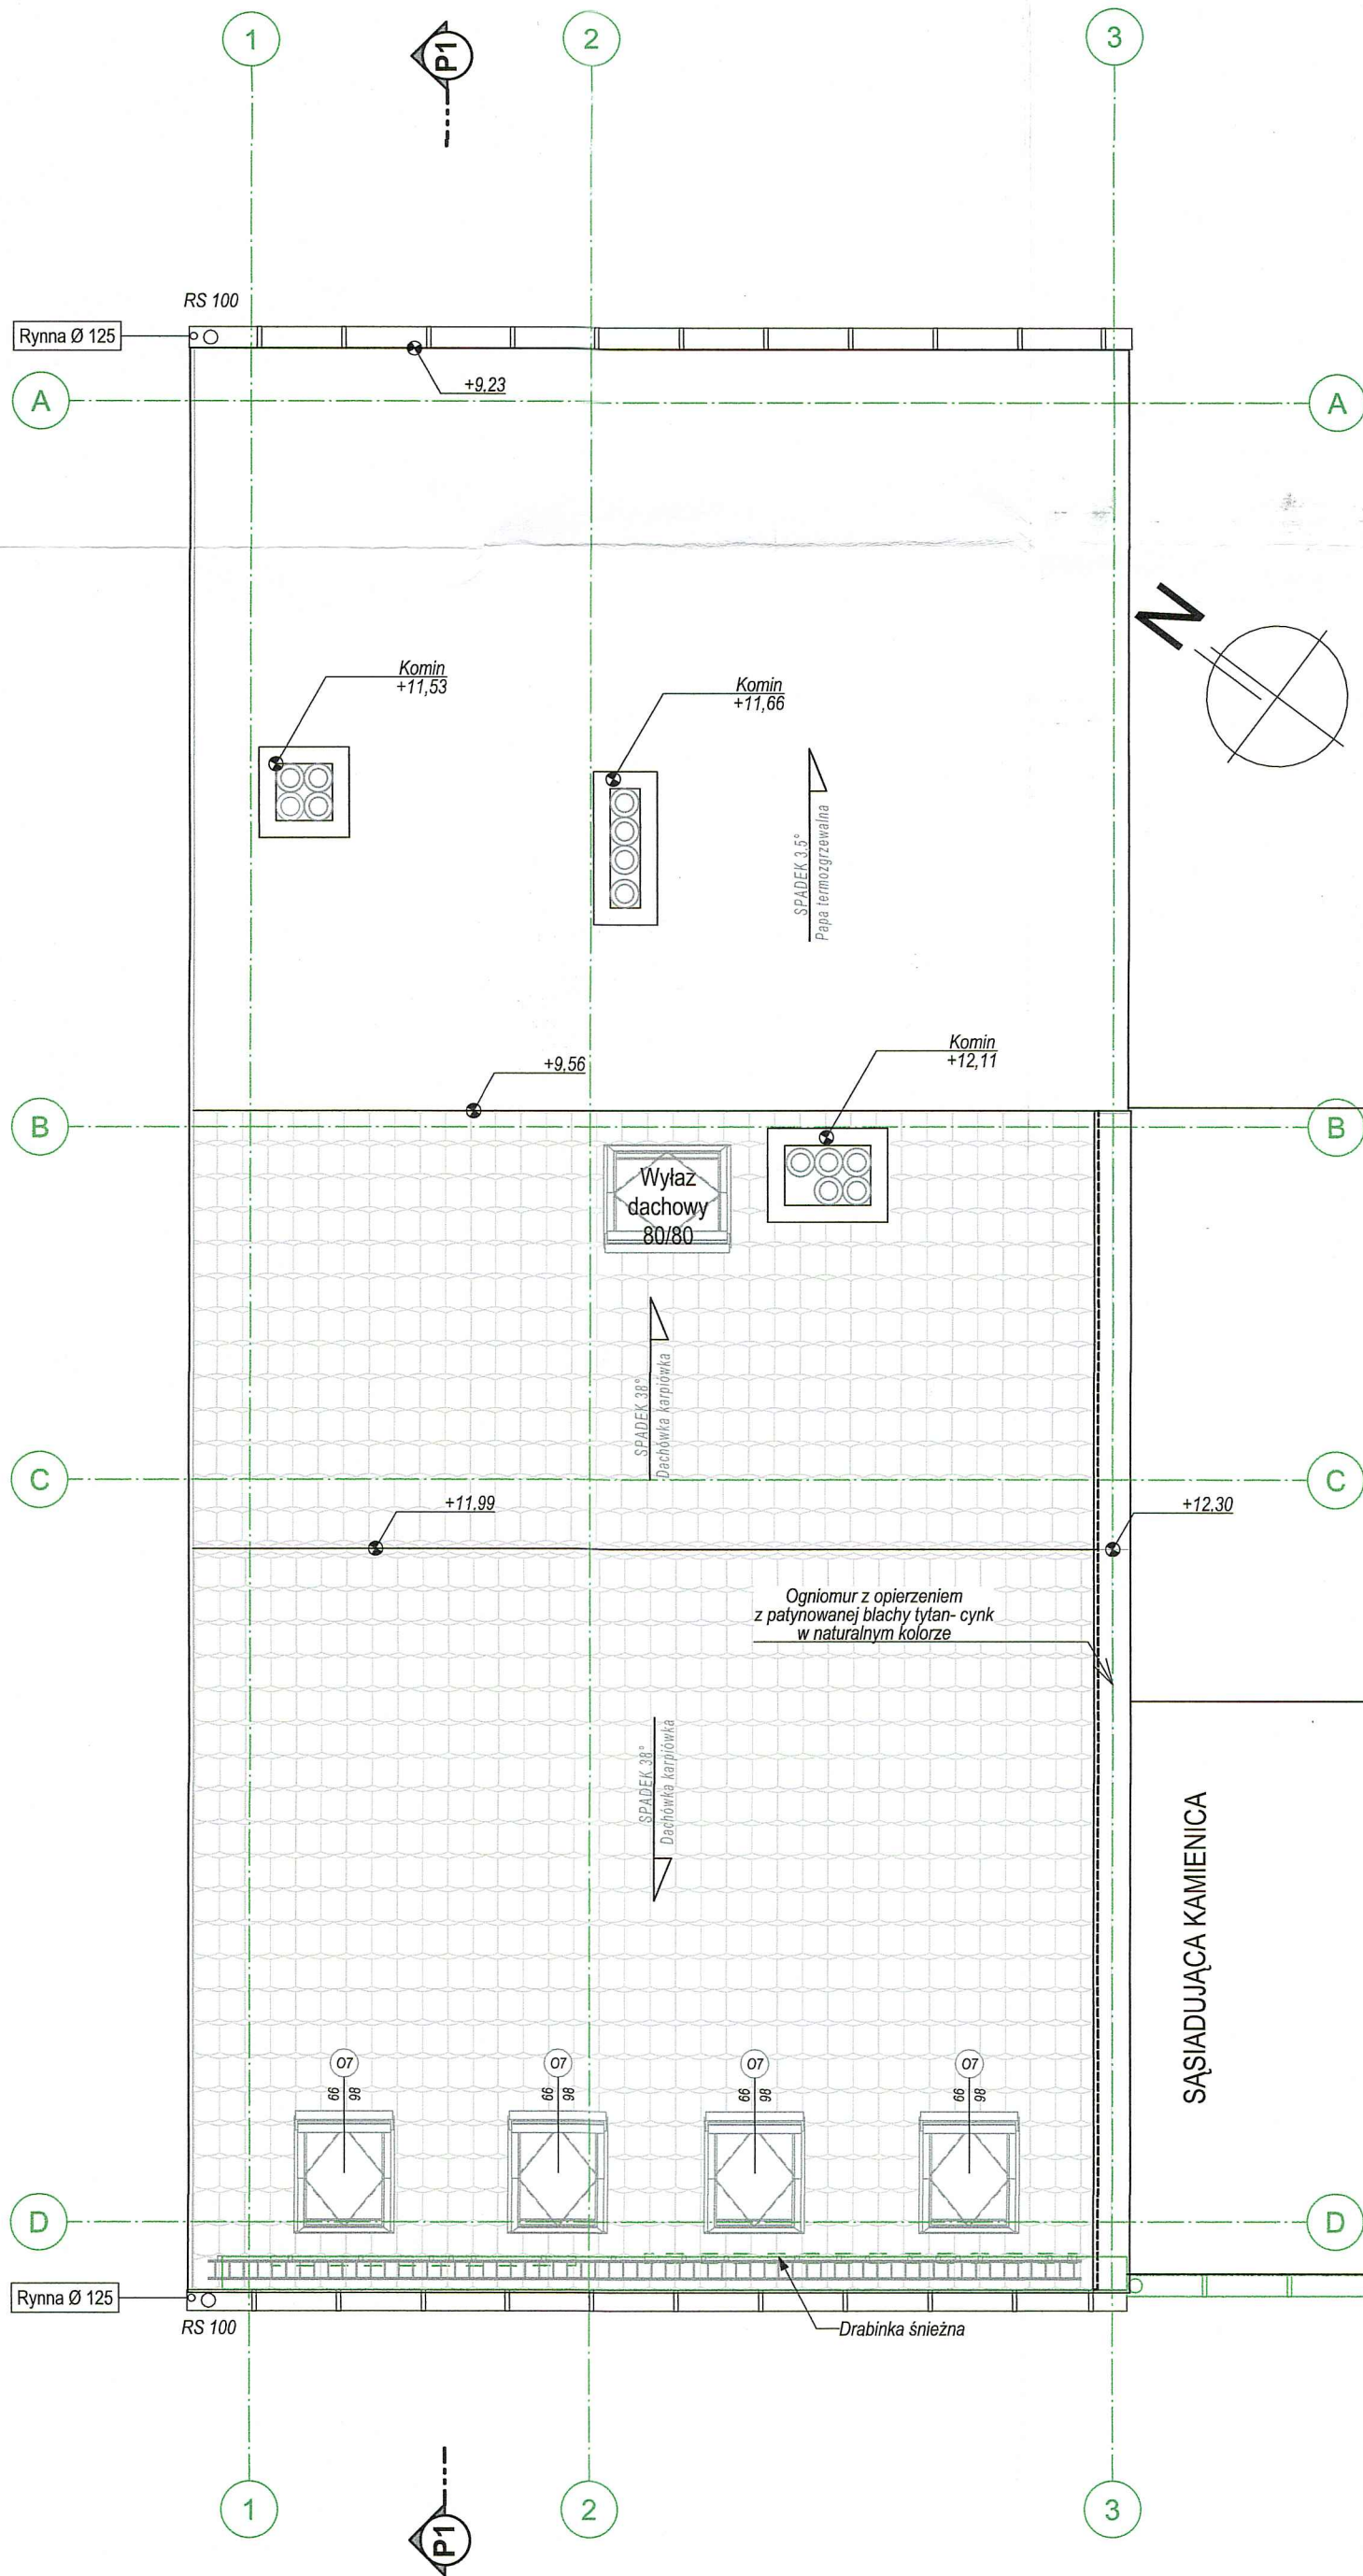 1
P1
2
3
RS 100
Rynna Ø 125
+9,23
A
A
N
Komin
+11,53
Komin
+11,66
SPADEK 3.5°
Papa termozgrzewalna
+9,56
Komin
+12,11
B
B
Wyłaz
dachowy
80/80
SPADEK 38°
Dachówka karpiówka
C
C
+11,99
+12,30
Ogniomur z opierzeniem
z patynowanej blachy tytan- cynk
w naturalnym kolorze
SPADEK 38°
Dachówka karpiówka
SĄSIADUJĄCA KAMIENICA
O7
66
98
O7
66
98
O7
66
98
O7
66
98
D
D
Rynna Ø 125
RS 100
Drabinka śnieżna
1
P1
2
3